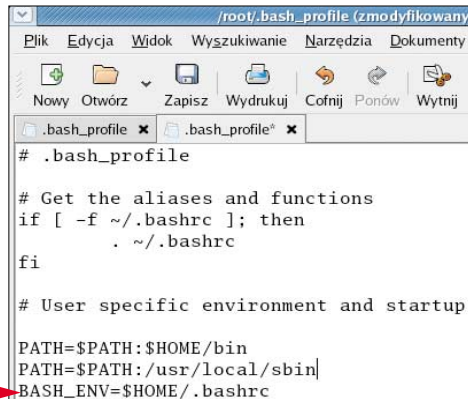 /root/.bash_profile (zmodyfikowany
Plik Edycja Widok Wyszukiwanie Narzędzia Dokumenty
Nowy Otwórz Zapisz Wydrukuj Cofnij Ponów Wytnij
.bash_profile .bash_profile*
# .bash_profile
# Get the aliases and functions
if [ -f ~/.bashrc ]; then
. ~/.bashrc
fi
# User specific environment and startup
PATH=$PATH:$HOME/bin
PATH=$PATH:/usr/local/sbin
BASH_ENV=$HOME/.bashrc